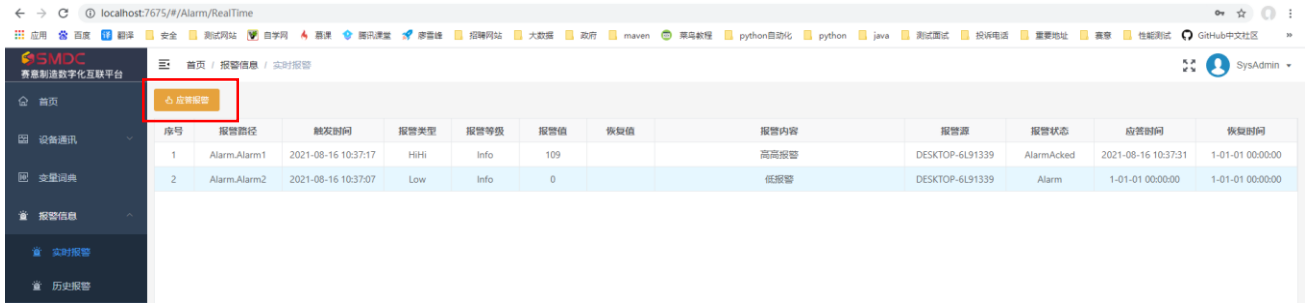 localhost:7675/#/Alarm/RealTime
应用 百度 翻译 安全 测试网站 自学网 慕课 腾讯课堂 廖雪峰 招聘网站 大数据 政府 maven 菜鸟教程 python自动化 python java 测试面试 投诉电话 重要地址 赛意 性能测试 GitHub中文社区 »
SMDC
赛意制造数字化互联平台
首页 / 报警信息 / 实时报警
SysAdmin
首页
应答报警
设备通讯
序号 报警路径 触发时间 报警类型 报警等级 报警值 恢复值 报警内容 报警源 报警状态 应答时间 恢复时间
1 Alarm.Alarm1 2021-08-16 10:37:17 HiHi Info 109 高高报警 DESKTOP-6L91339 AlarmAcked 2021-08-16 10:37:31 1-01-01 00:00:00
2 Alarm.Alarm2 2021-08-16 10:37:07 Low Info 0 低报警 DESKTOP-6L91339 Alarm 1-01-01 00:00:00 1-01-01 00:00:00
变量词典
报警信息
实时报警
历史报警